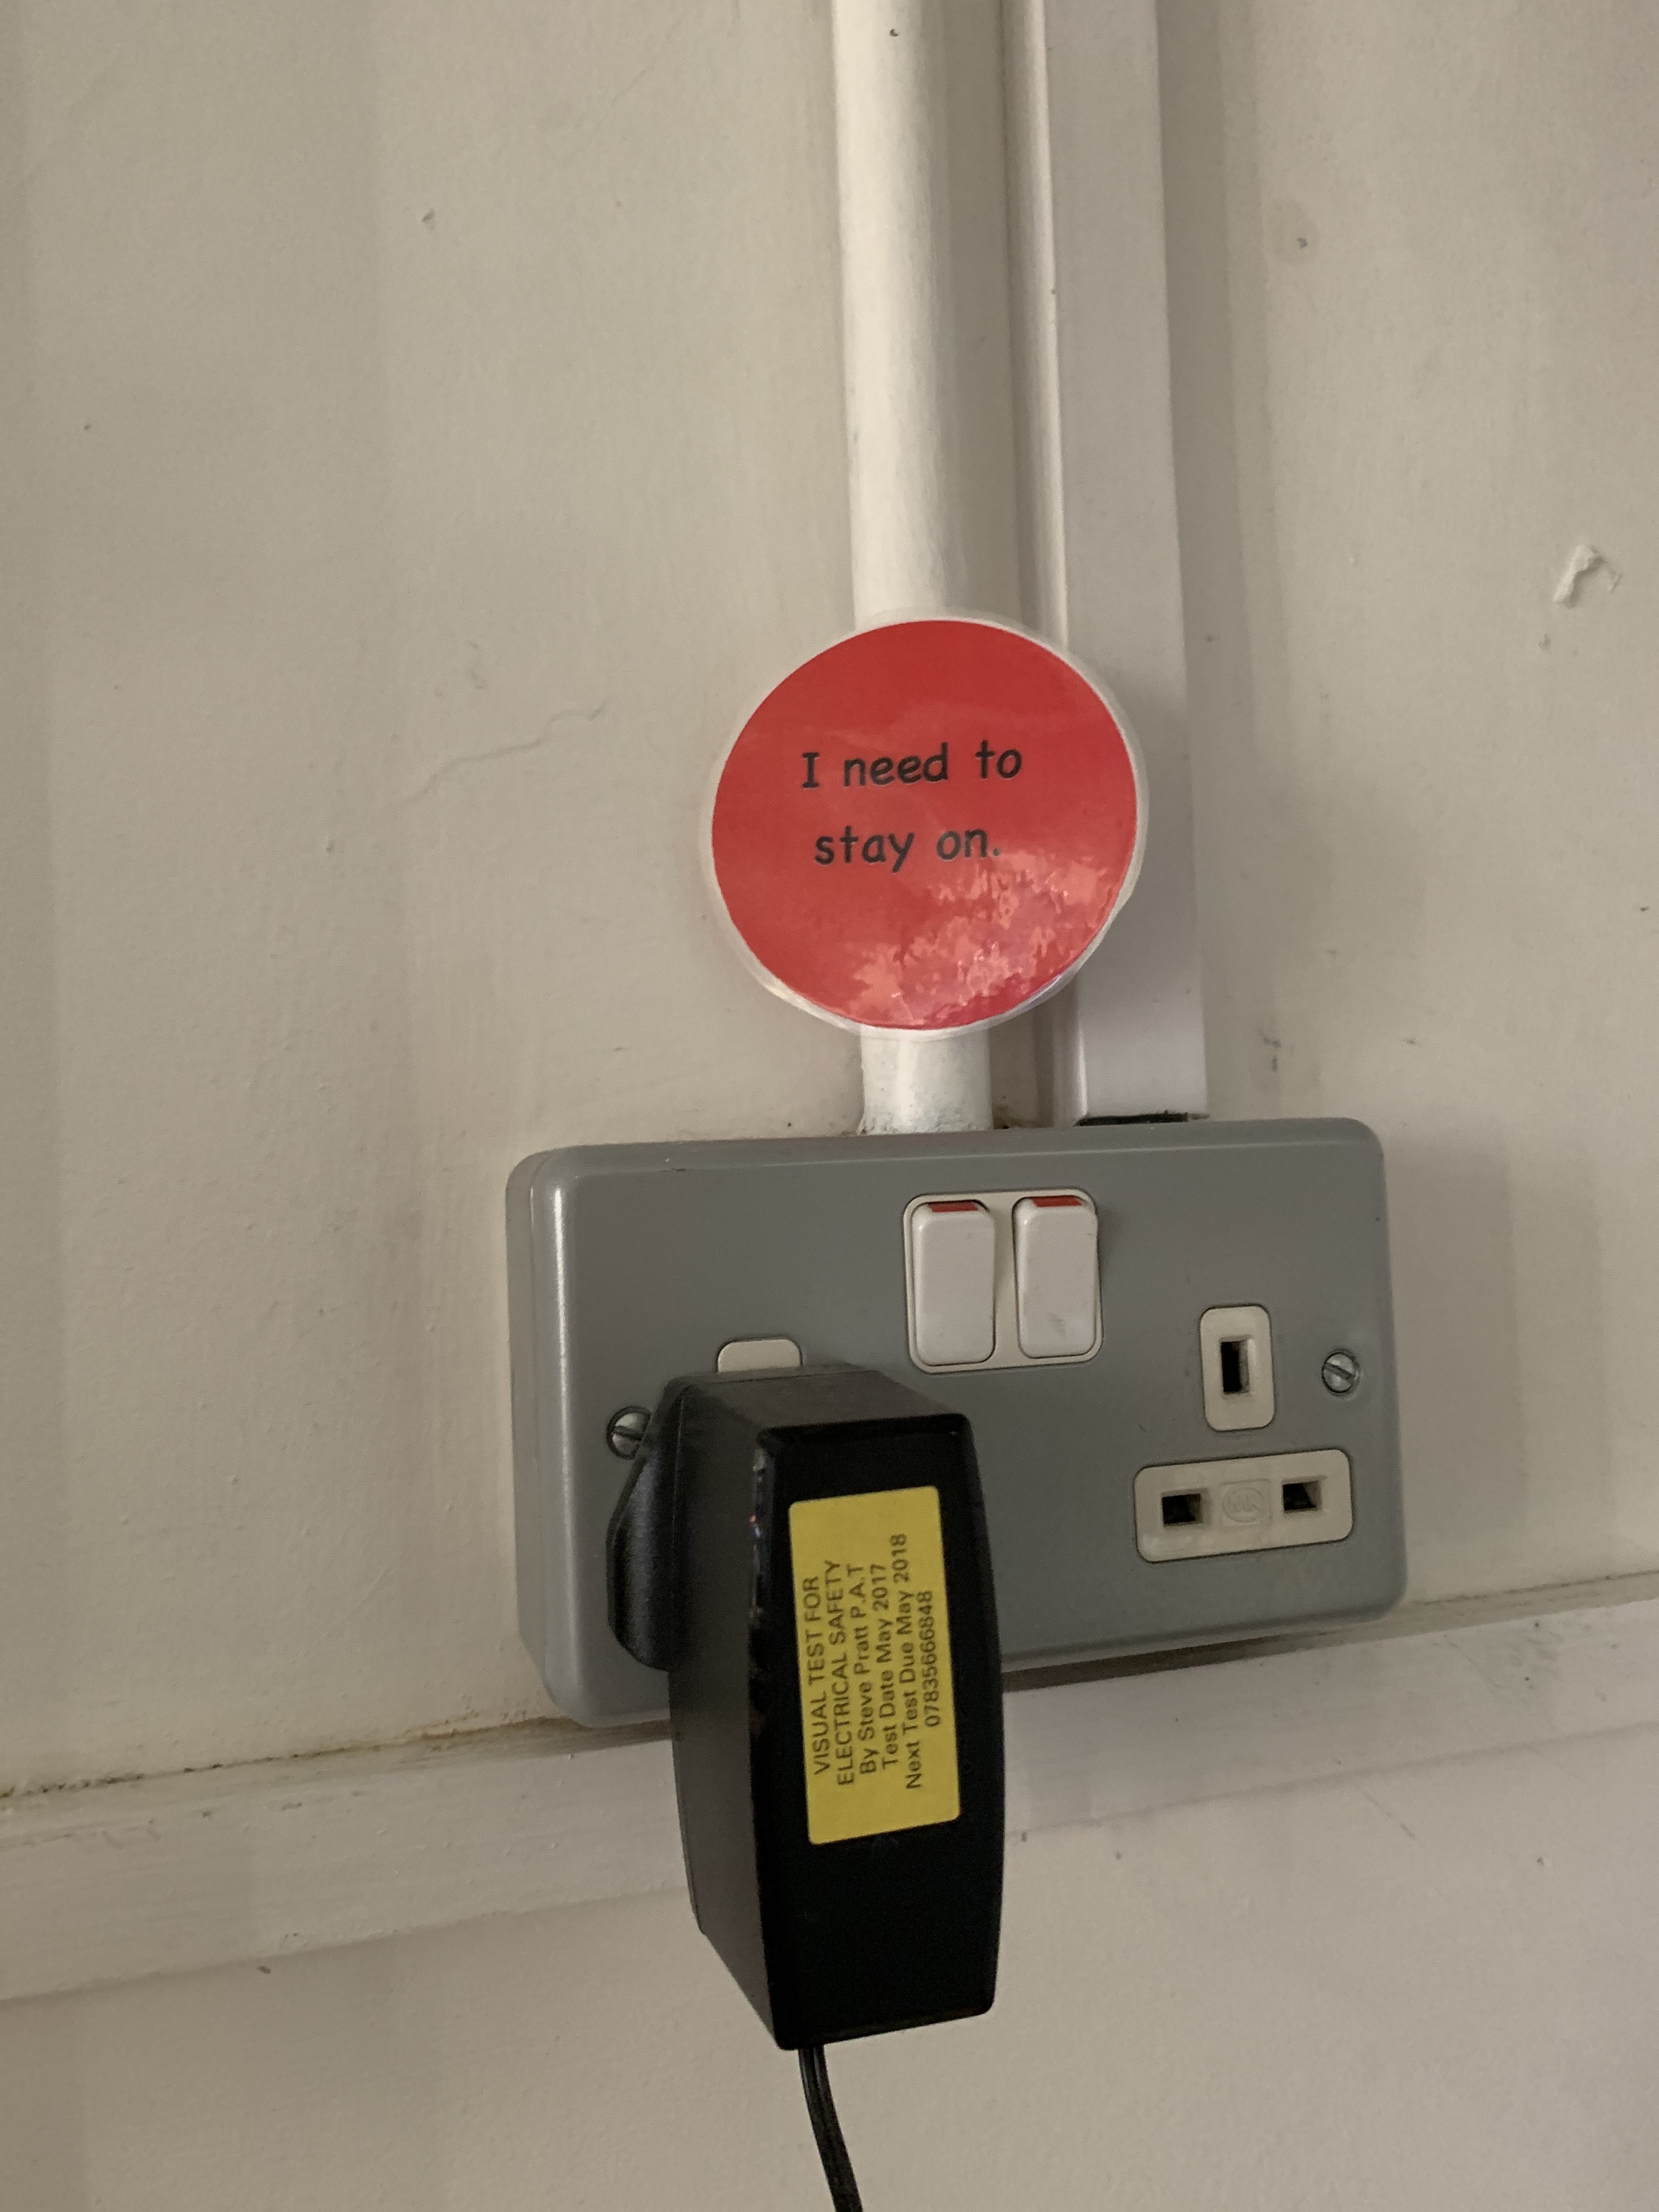 I need to
stay on.
VISUAL TEST FOR
ELECTRICAL SAFETY
By Steve Pratt P.A.T
Test Date May 2017
Next Test Due May 2018
07835666848
MK